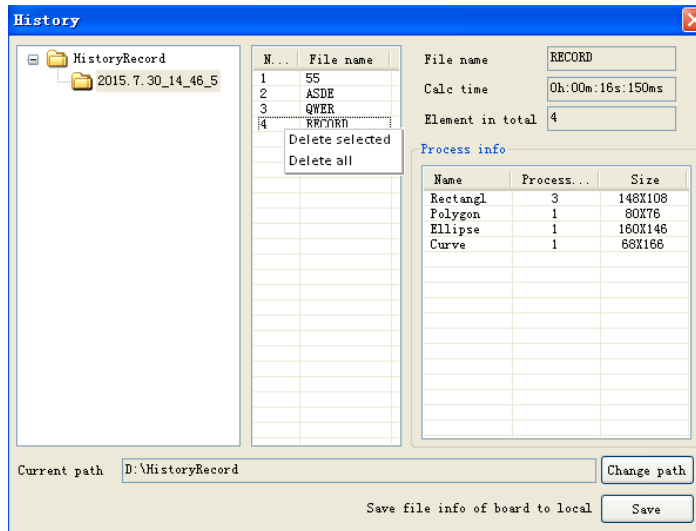 History
HistoryRecord
2015.7.30_14_46_5
N... File name
1 55
2 ASDE
3 QWER
4 RECORD
Delete selected
Delete all
File name RECORD
Calc time 0h:00m:16s:150ms
Element in total 4
Process info
Name Process... Size
Rectangl 3 148X108
Polygon 1 80X76
Ellipse 1 160X146
Curve 1 68X166
Current path D:\HistoryRecord Change path
Save file info of board to local Save